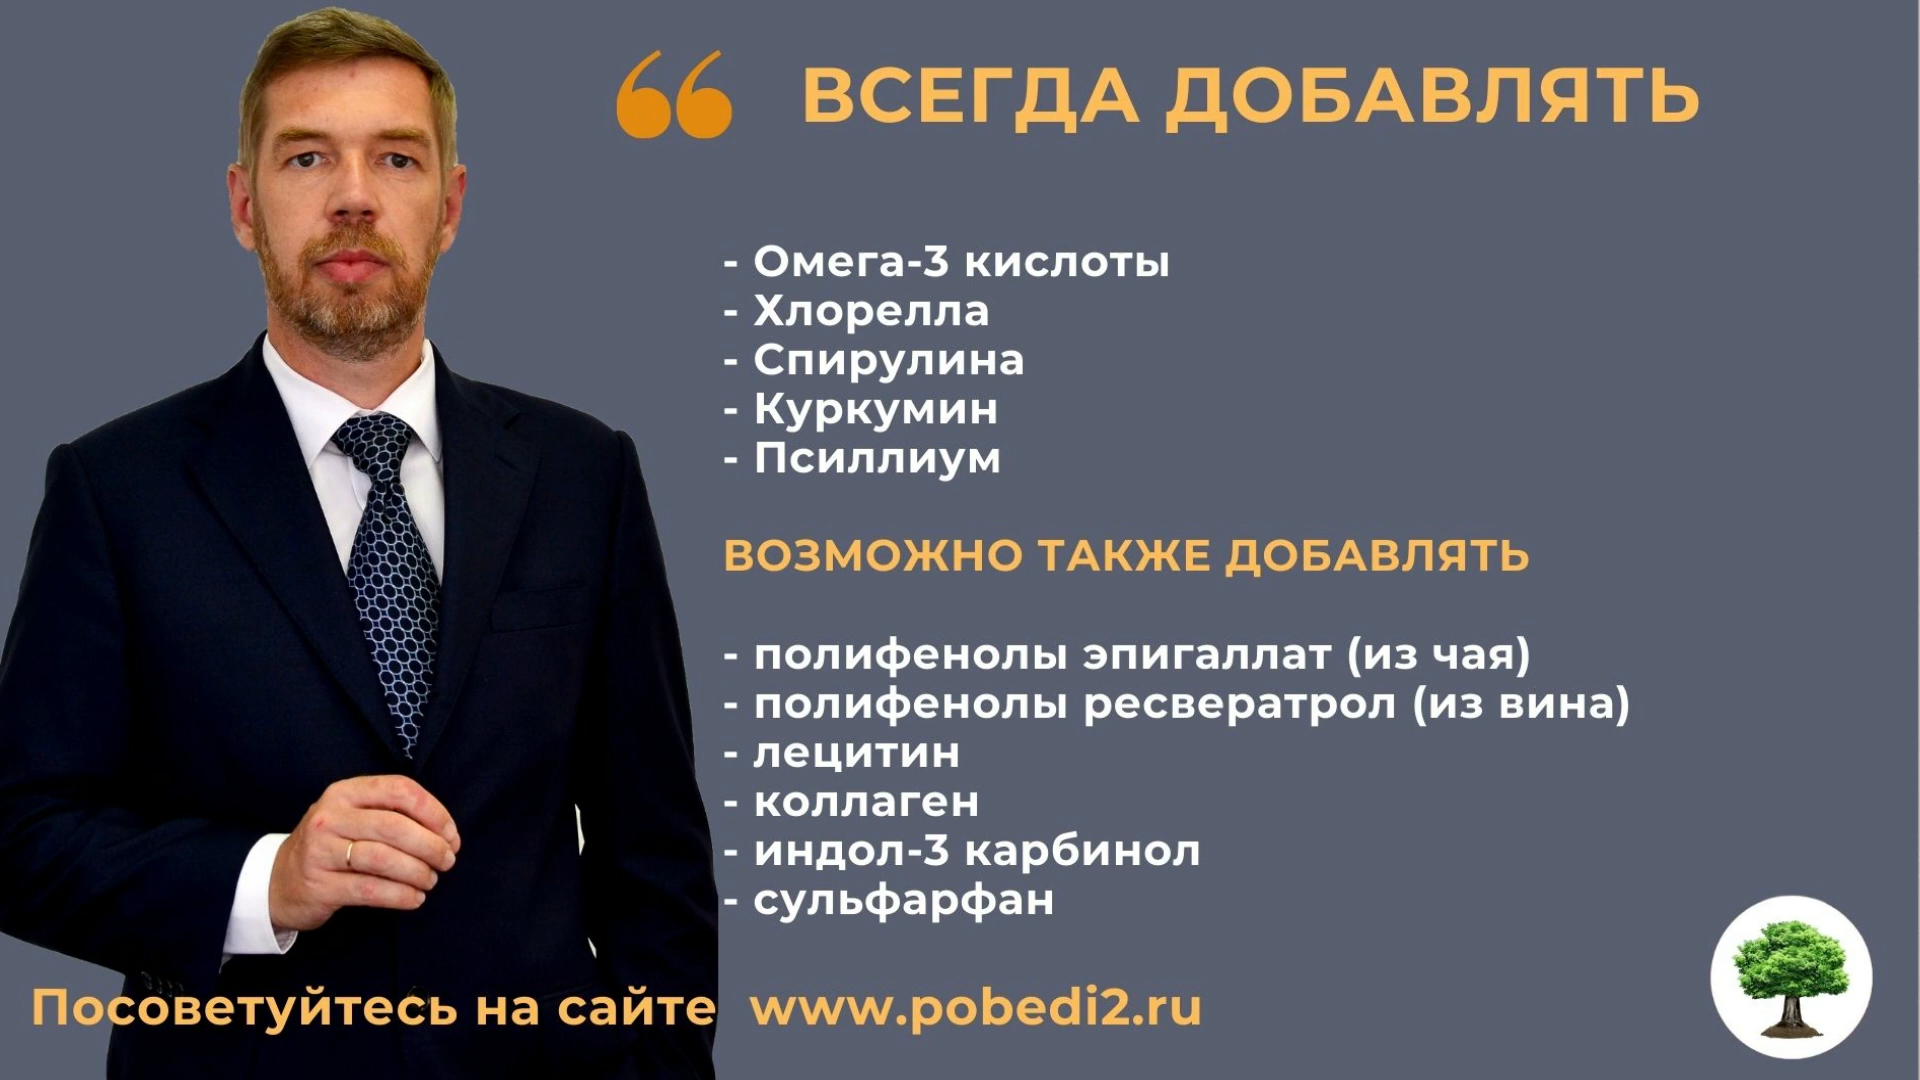 ВСЕГДА ДОБАВЛЯТЬ
- Омега-3 кислоты
- Хлорелла
- Спирулина
- Куркумин
- Псиллиум
ВОЗМОЖНО ТАКЖЕ ДОБАВЛЯТЬ
- полифенолы эпигаллат (из чая)
- полифенолы ресвератрол (из вина)
- лецитин
- коллаген
- индол-3 карбинол
- сульфарфан
Посоветуйтесь на сайте www.pobedi2.ru